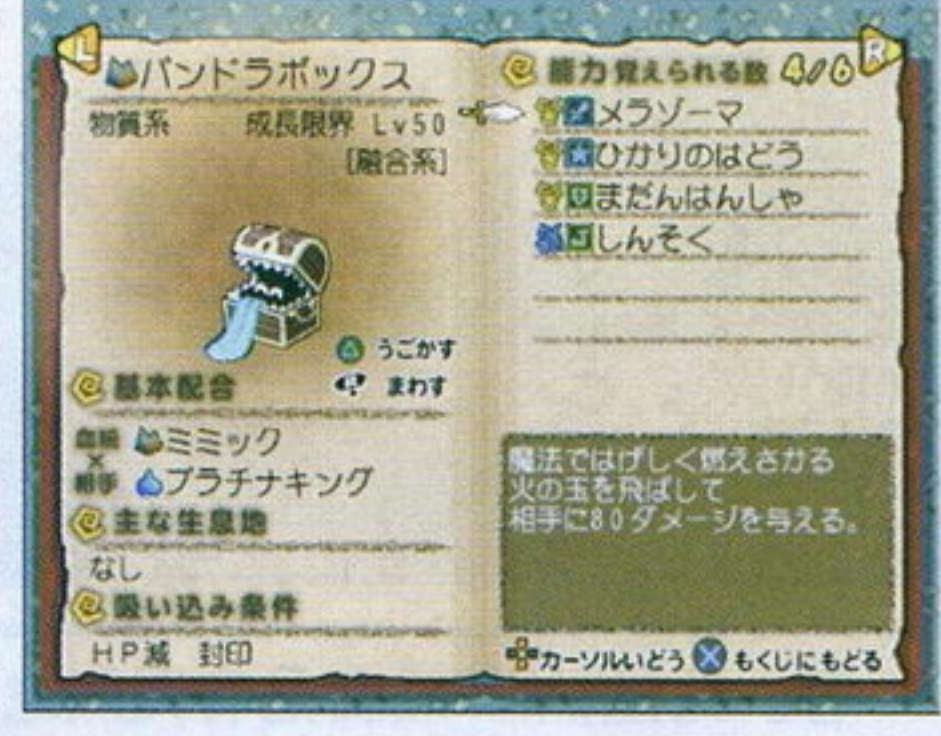 L
バンドラボックス
物質系 成長限界 Lv50
[融合系]
うごかす
まわす
基本配合
血統 ミミック
×
相手 プラチナキング
主な生息地
なし
吸い込み条件
HP減 封印
能力 覚えられる数 4/6
R
メラゾーマ
ひかりのはどう
まだんはんしゃ
しんそく
魔法ではげしく燃えさかる
火の玉を飛ばして
相手に80ダメージを与える。
カーソルいどう もくじにもどる